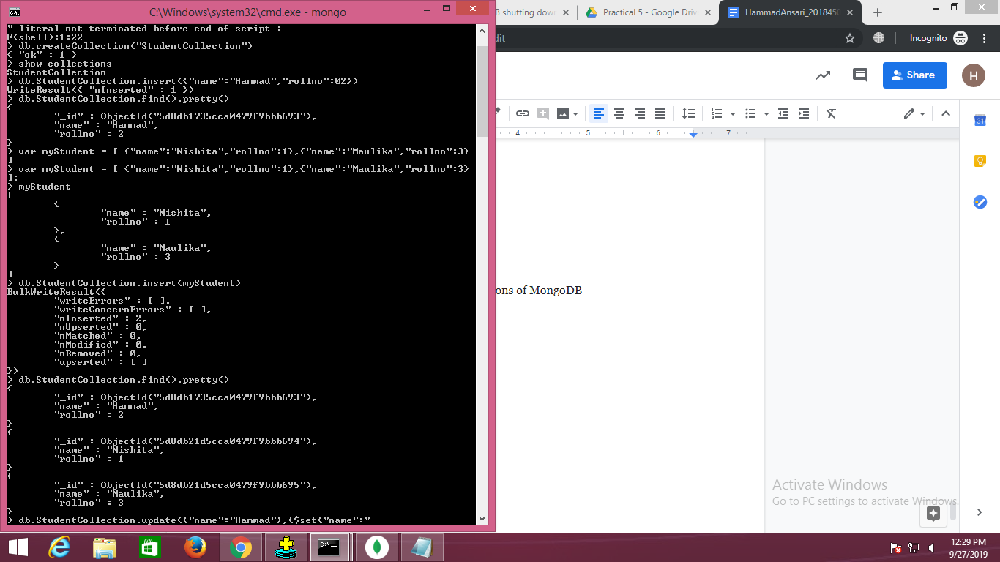 C:\Windows\system32\cmd.exe - mongo
" literal not terminated before end of script :
@(shell):1:22
> db.createCollection("StudentCollection")
{ "ok" : 1 }
> show collections
StudentCollection
> db.StudentCollection.insert({"name":"Hammad","rollno":02})
WriteResult({ "nInserted" : 1 })
> db.StudentCollection.find().pretty()
{
"_id" : ObjectId("5d8db1735cca0479f9bbb693"),
"name" : "Hammad",
"rollno" : 2
}
> var myStudent = [ {"name":"Nishita","rollno":1},{"name":"Maulika","rollno":3}
]
> var myStudent = [ {"name":"Nishita","rollno":1},{"name":"Maulika","rollno":3}
];
> myStudent
[
{
"name" : "Nishita",
"rollno" : 1
},
{
"name" : "Maulika",
"rollno" : 3
}
]
> db.StudentCollection.insert(myStudent)
BulkWriteResult({
"writeErrors" : [ ],
"writeConcernErrors" : [ ],
"nInserted" : 2,
"nUpserted" : 0,
"nMatched" : 0,
"nModified" : 0,
"nRemoved" : 0,
"upserted" : [ ]
})
> db.StudentCollection.find().pretty()
{
"_id" : ObjectId("5d8db1735cca0479f9bbb693"),
"name" : "Hammad",
"rollno" : 2
}
{
"_id" : ObjectId("5d8db21d5cca0479f9bbb694"),
"name" : "Nishita",
"rollno" : 1
}
{
"_id" : ObjectId("5d8db21d5cca0479f9bbb695"),
"name" : "Maulika",
"rollno" : 3
}
> db.StudentCollection.update({"name":"Hammad"},{$set{"name":"
B shutting down
Practical 5 - Google Driv
HammadAnsari_2018450
dit
Incognito
Share
H
4 5 6 7
31
ons of MongoDB
Activate Windows
Go to PC settings to activate Windows.
12:29 PM
9/27/2019